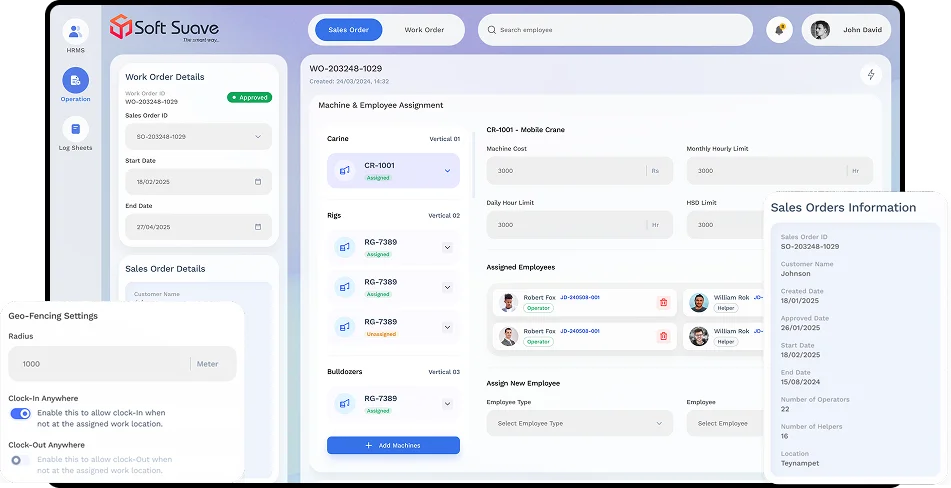 HRMS
Operation
Log Sheets
Soft Suave
The smart way...
Sales Order
Work Order
Search employee
John David
Work Order Details
Work Order ID
WO-203248-1029
Approved
Sales Order ID
SO-203248-1029
Start Date
18/02/2025
End Date
27/04/2025
Sales Order Details
Customer Name
WO-203248-1029
Created: 24/03/2024, 14:32
Machine & Employee Assignment
Carine
Vertical 01
CR-1001
Assigned
Rigs
Vertical 02
RG-7389
Assigned
RG-7389
Assigned
RG-7389
Unassigned
Bulldozers
Vertical 03
RG-7389
Assigned
+ Add Machines
CR-1001 - Mobile Crane
Machine Cost
3000
Rs
Monthly Hourly Limit
3000
Hr
Daily Hour Limit
3000
Hr
HSD Limit
3000
Assigned Employees
Robert Fox JD-240508-001
Operator
William Rok JD-
Helper
Robert Fox JD-240508-001
Operator
William Rok JD-
Helper
Assign New Employee
Employee Type
Select Employee Type
Employee
Select Employee
Geo-Fencing Settings
Radius
1000
Meter
Clock-In Anywhere
Enable this to allow clock-In when
not at the assigned work location.
Clock-Out Anywhere
Enable this to allow clock-Out when
not at the assigned work location.
Sales Orders Information
Sales Order ID
SO-203248-1029
Customer Name
Johnson
Created Date
18/01/2025
Approved Date
26/01/2025
Start Date
18/02/2025
End Date
15/08/2024
Number of Operators
22
Number of Helpers
16
Location
Teynampet